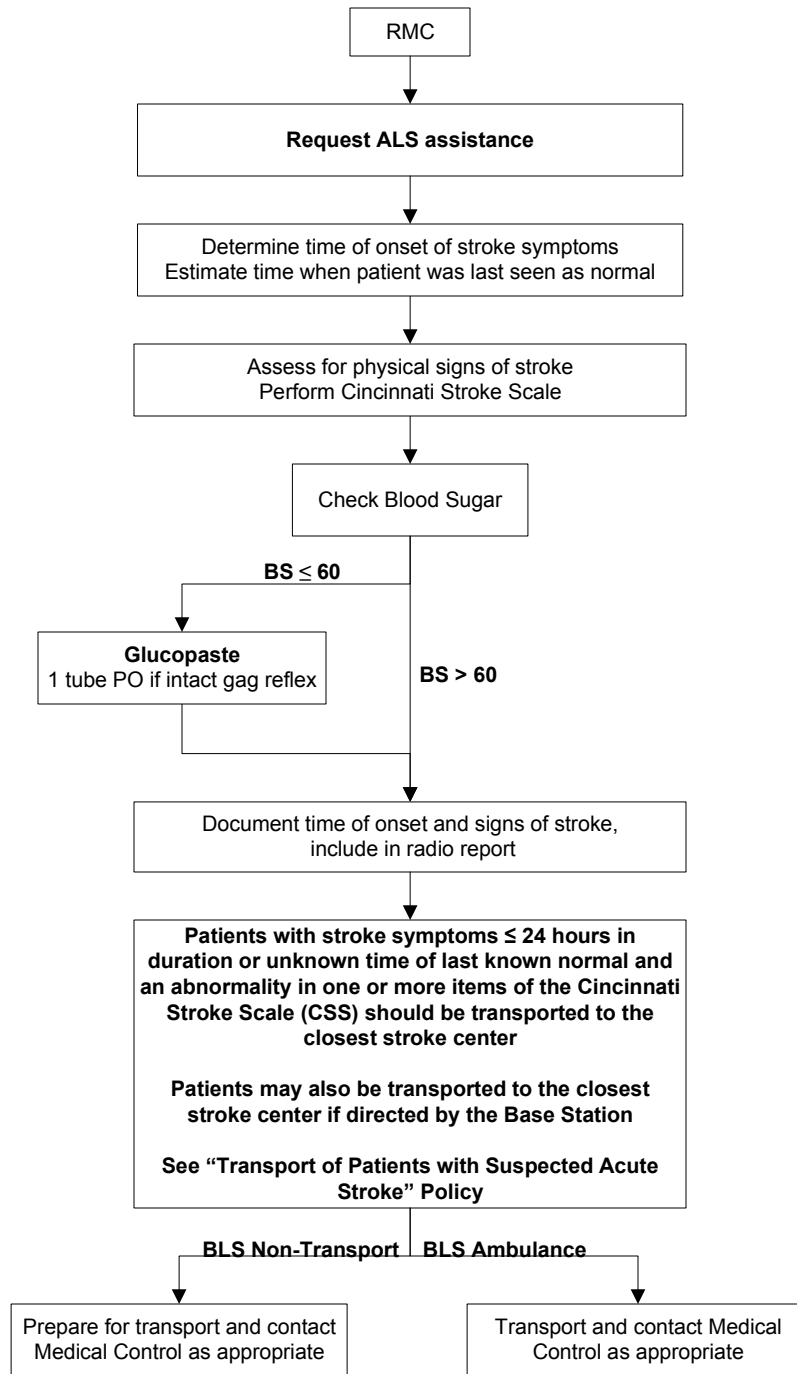 RMC
Request ALS assistance
Determine time of onset of stroke symptoms
Estimate time when patient was last seen as normal
Assess for physical signs of stroke
Perform Cincinnati Stroke Scale
Check Blood Sugar
BS ≤ 60
Glucopaste
1 tube PO if intact gag reflex
BS > 60
Document time of onset and signs of stroke,
include in radio report
Patients with stroke symptoms ≤ 24 hours in
duration or unknown time of last known normal and
an abnormality in one or more items of the Cincinnati
Stroke Scale (CSS) should be transported to the
closest stroke center
Patients may also be transported to the closest
stroke center if directed by the Base Station
See “Transport of Patients with Suspected Acute
Stroke” Policy
BLS Non-Transport
BLS Ambulance
Prepare for transport and contact
Medical Control as appropriate
Transport and contact Medical
Control as appropriate